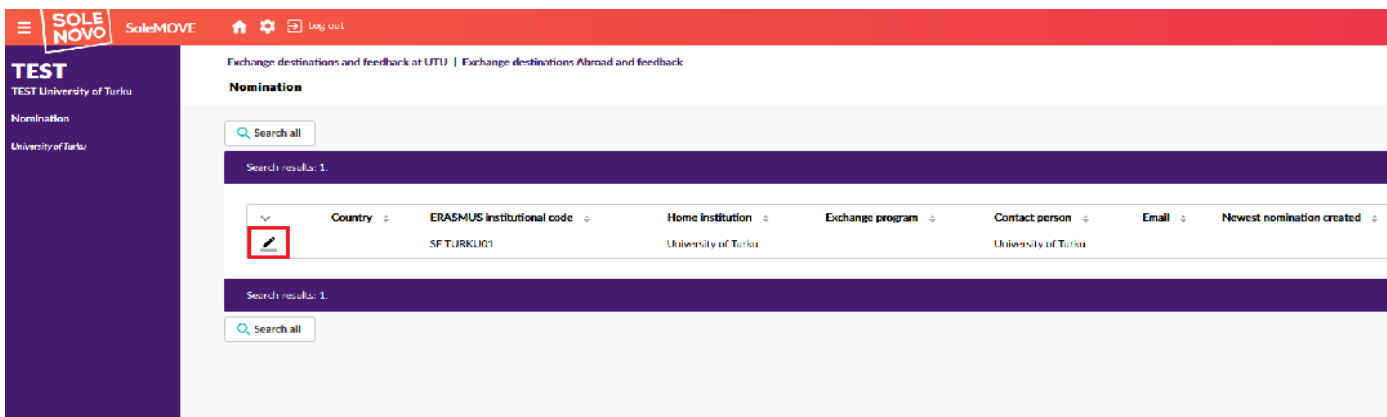 SOLE NOVO SoleMOVE Log out
TEST
TEST University of Turku
Nomination
University of Turku
Exchange destinations and feedback at UTU | Exchange destinations Abroad and feedback
Nomination
Search all
Search results: 1.
Country ERASMUS institutional code Home institution Exchange program Contact person Email Newest nomination created
SF TURKU01 University of Turku University of Turku
Search results: 1.
Search all